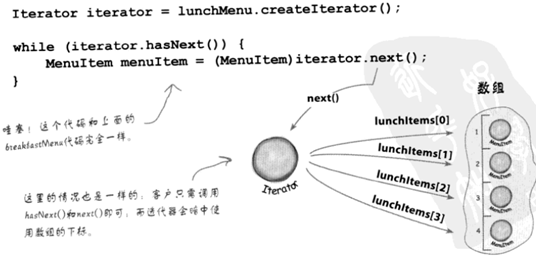 Iterator iterator = lunchMenu.createIterator();
while (iterator.hasNext()) {
MenuItem menuItem = (MenuItem)iterator.next();
}
哇塞！这个代码和上面的
breakfastMenu代码完全一样。
next()
数组
lunchItems[0]
lunchItems[1]
lunchItems[2]
lunchItems[3]
Iterator
1
MenuItem
2
MenuItem
3
MenuItem
4
MenuItem
这里的情况也是一样的：客户只需调用
hasNext()和next()即可，而迭代器会暗中使
用数组的下标。